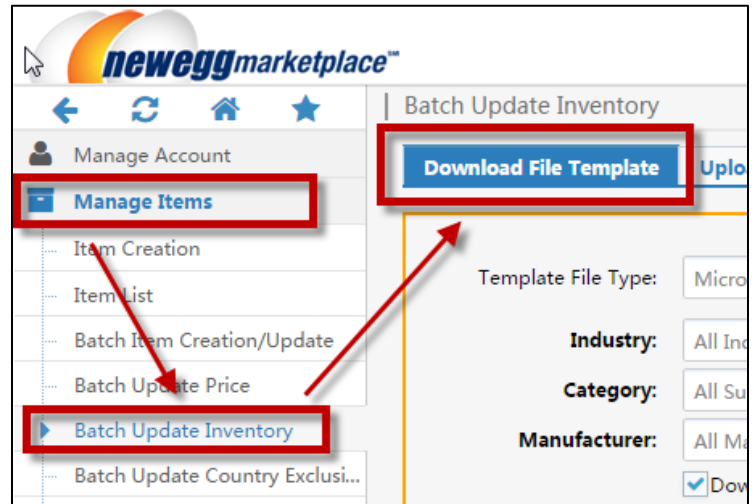 neweggmarketplace™
Batch Update Inventory
Manage Account
Download File Template
Manage Items
Item Creation
Template File Type:
Item List
Batch Item Creation/Update
Industry:
Batch Update Price
Category:
Batch Update Inventory
Manufacturer:
Batch Update Country Exclusi...